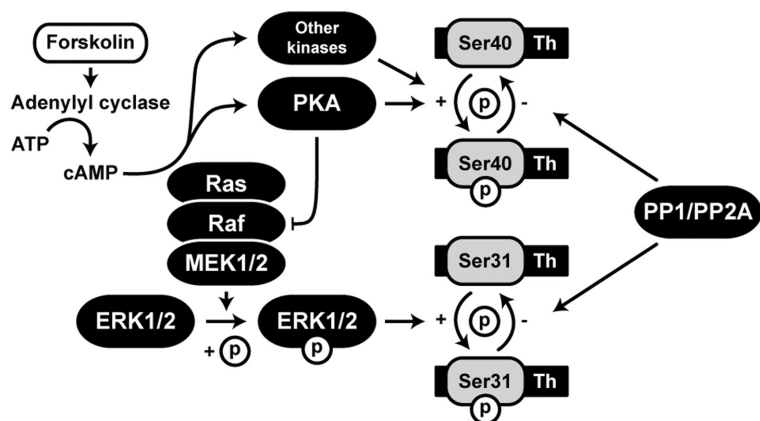 Forskolin
Adenylyl cyclase
ATP
cAMP
Other
kinases
PKA
Ser40 Th
+ p -
Ser40 Th
p
Ras
Raf
MEK1/2
PP1/PP2A
ERK1/2
+ p
ERK1/2
p
Ser31 Th
+ p -
Ser31 Th
p